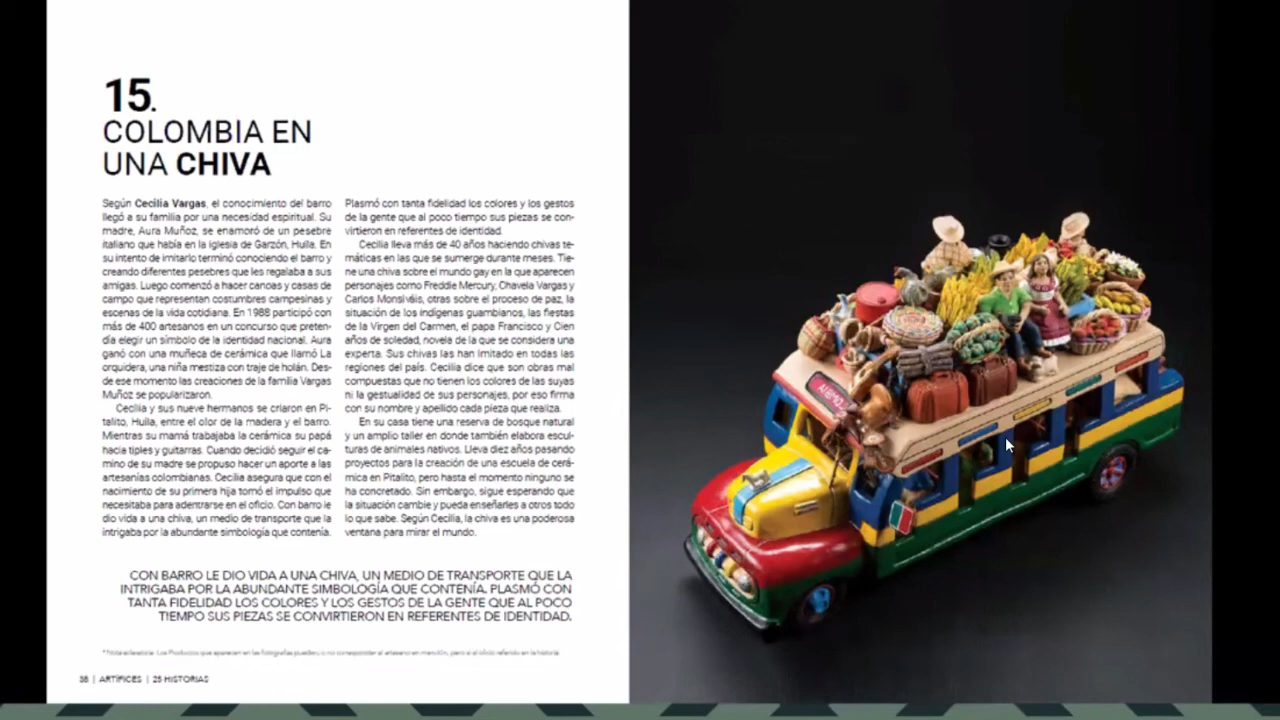 15.
COLOMBIA EN
UNA CHIVA
Según Cecilia Vargas, el conocimiento del barro
llegó a su familia por una necesidad espiritual. Su
madre, Aura Muñoz, se enamoró de un pesebre
italiano que había en la iglesia de Garzón, Huila. En
su intento de imitarlo terminó conociendo el barro y
creando diferentes pesebres que les regalaba a sus
amigas. Luego comenzó a hacer canoas y casas de
campo que representan costumbres campesinas y
escenas de la vida cotidiana. En 1988 participó con
más de 400 artesanos en un concurso que preten-
día elegir un símbolo de la identidad nacional. Aura
ganó con una muñeca de cerámica que llamó La
orquidera, una niña mestiza con traje de holán. Des-
de ese momento las creaciones de la familia Vargas
Muñoz se popularizaron.
Cecilia y sus nueve hermanos se criaron en Pi-
talito, Huila, entre el olor de la madera y el barro.
Mientras su mamá trabajaba la cerámica su papá
hacía tiples y guitarras. Cuando decidió seguir el ca-
mino de su madre se propuso hacer un aporte a las
artesanías colombianas. Cecilia asegura que con el
nacimiento de su primera hija tomó el impulso que
necesitaba para adentrarse en el oficio. Con barro le
dio vida a una chiva, un medio de transporte que la
intrigaba por la abundante simbología que contenía.
Plasmó con tanta fidelidad los colores y los gestos
de la gente que al poco tiempo sus piezas se con-
virtieron en referentes de identidad.
Cecilia lleva más de 40 años haciendo chivas te-
máticas en las que se sumerge durante meses. Tie-
ne una chiva sobre el mundo gay en la que aparecen
personajes como Freddie Mercury, Chavela Vargas y
Carlos Monsiváis, otras sobre el proceso de paz, la
situación de los indígenas guambianos, las fiestas
de la Virgen del Carmen, el papa Francisco y Cien
años de soledad, novela de la que se considera una
experta. Sus chivas las han imitado en todas las
regiones del país. Cecilia dice que son obras mal
compuestas que no tienen los colores de las suyas
ni la gestualidad de sus personajes, por eso firma
con su nombre y apellido cada pieza que realiza.
En su casa tiene una reserva de bosque natural
y un amplio taller en donde también elabora escul-
turas de animales nativos. Lleva diez años pasando
proyectos para la creación de una escuela de cerá-
mica en Pitalito, pero hasta el momento ninguno se
ha concretado. Sin embargo, sigue esperando que
la situación cambie y pueda enseñarles a otros todo
lo que sabe. Según Cecilia, la chiva es una poderosa
ventana para mirar el mundo.
CON BARRO LE DIO VIDA A UNA CHIVA, UN MEDIO DE TRANSPORTE QUE LA
INTRIGABA POR LA ABUNDANTE SIMBOLOGÍA QUE CONTENÍA. PLASMÓ CON
TANTA FIDELIDAD LOS COLORES Y LOS GESTOS DE LA GENTE QUE AL POCO
TIEMPO SUS PIEZAS SE CONVIRTIERON EN REFERENTES DE IDENTIDAD.
* Nota aclaratoria: Los Productos que aparecen en las fotografías pueden, o no corresponder al artesano en mención, pero sí al oficio referido en la historia
38 | ARTÍFICES | 25 HISTORIAS